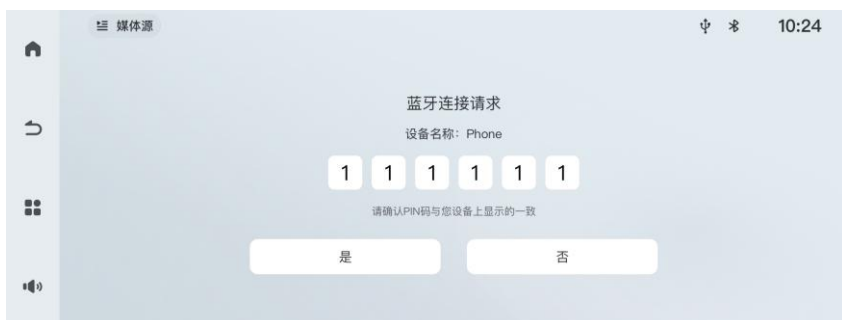 媒体源
10:24
蓝牙连接请求
设备名称：Phone
1 1 1 1 1 1
请确认PIN码与您设备上显示的一致
是
否